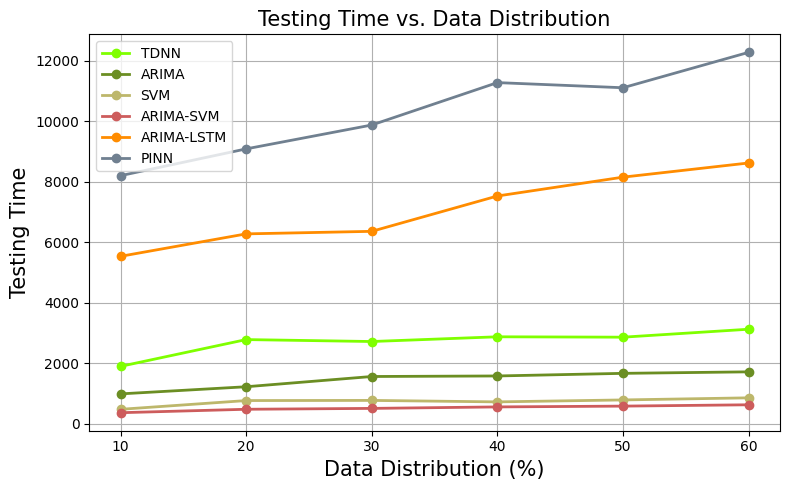 Testing Time vs. Data Distribution
TDNN
ARIMA
SVM
ARIMA-SVM
ARIMA-LSTM
PINN
Testing Time
12000
10000
8000
6000
4000
2000
0
10 20 30 40 50 60
Data Distribution (%)